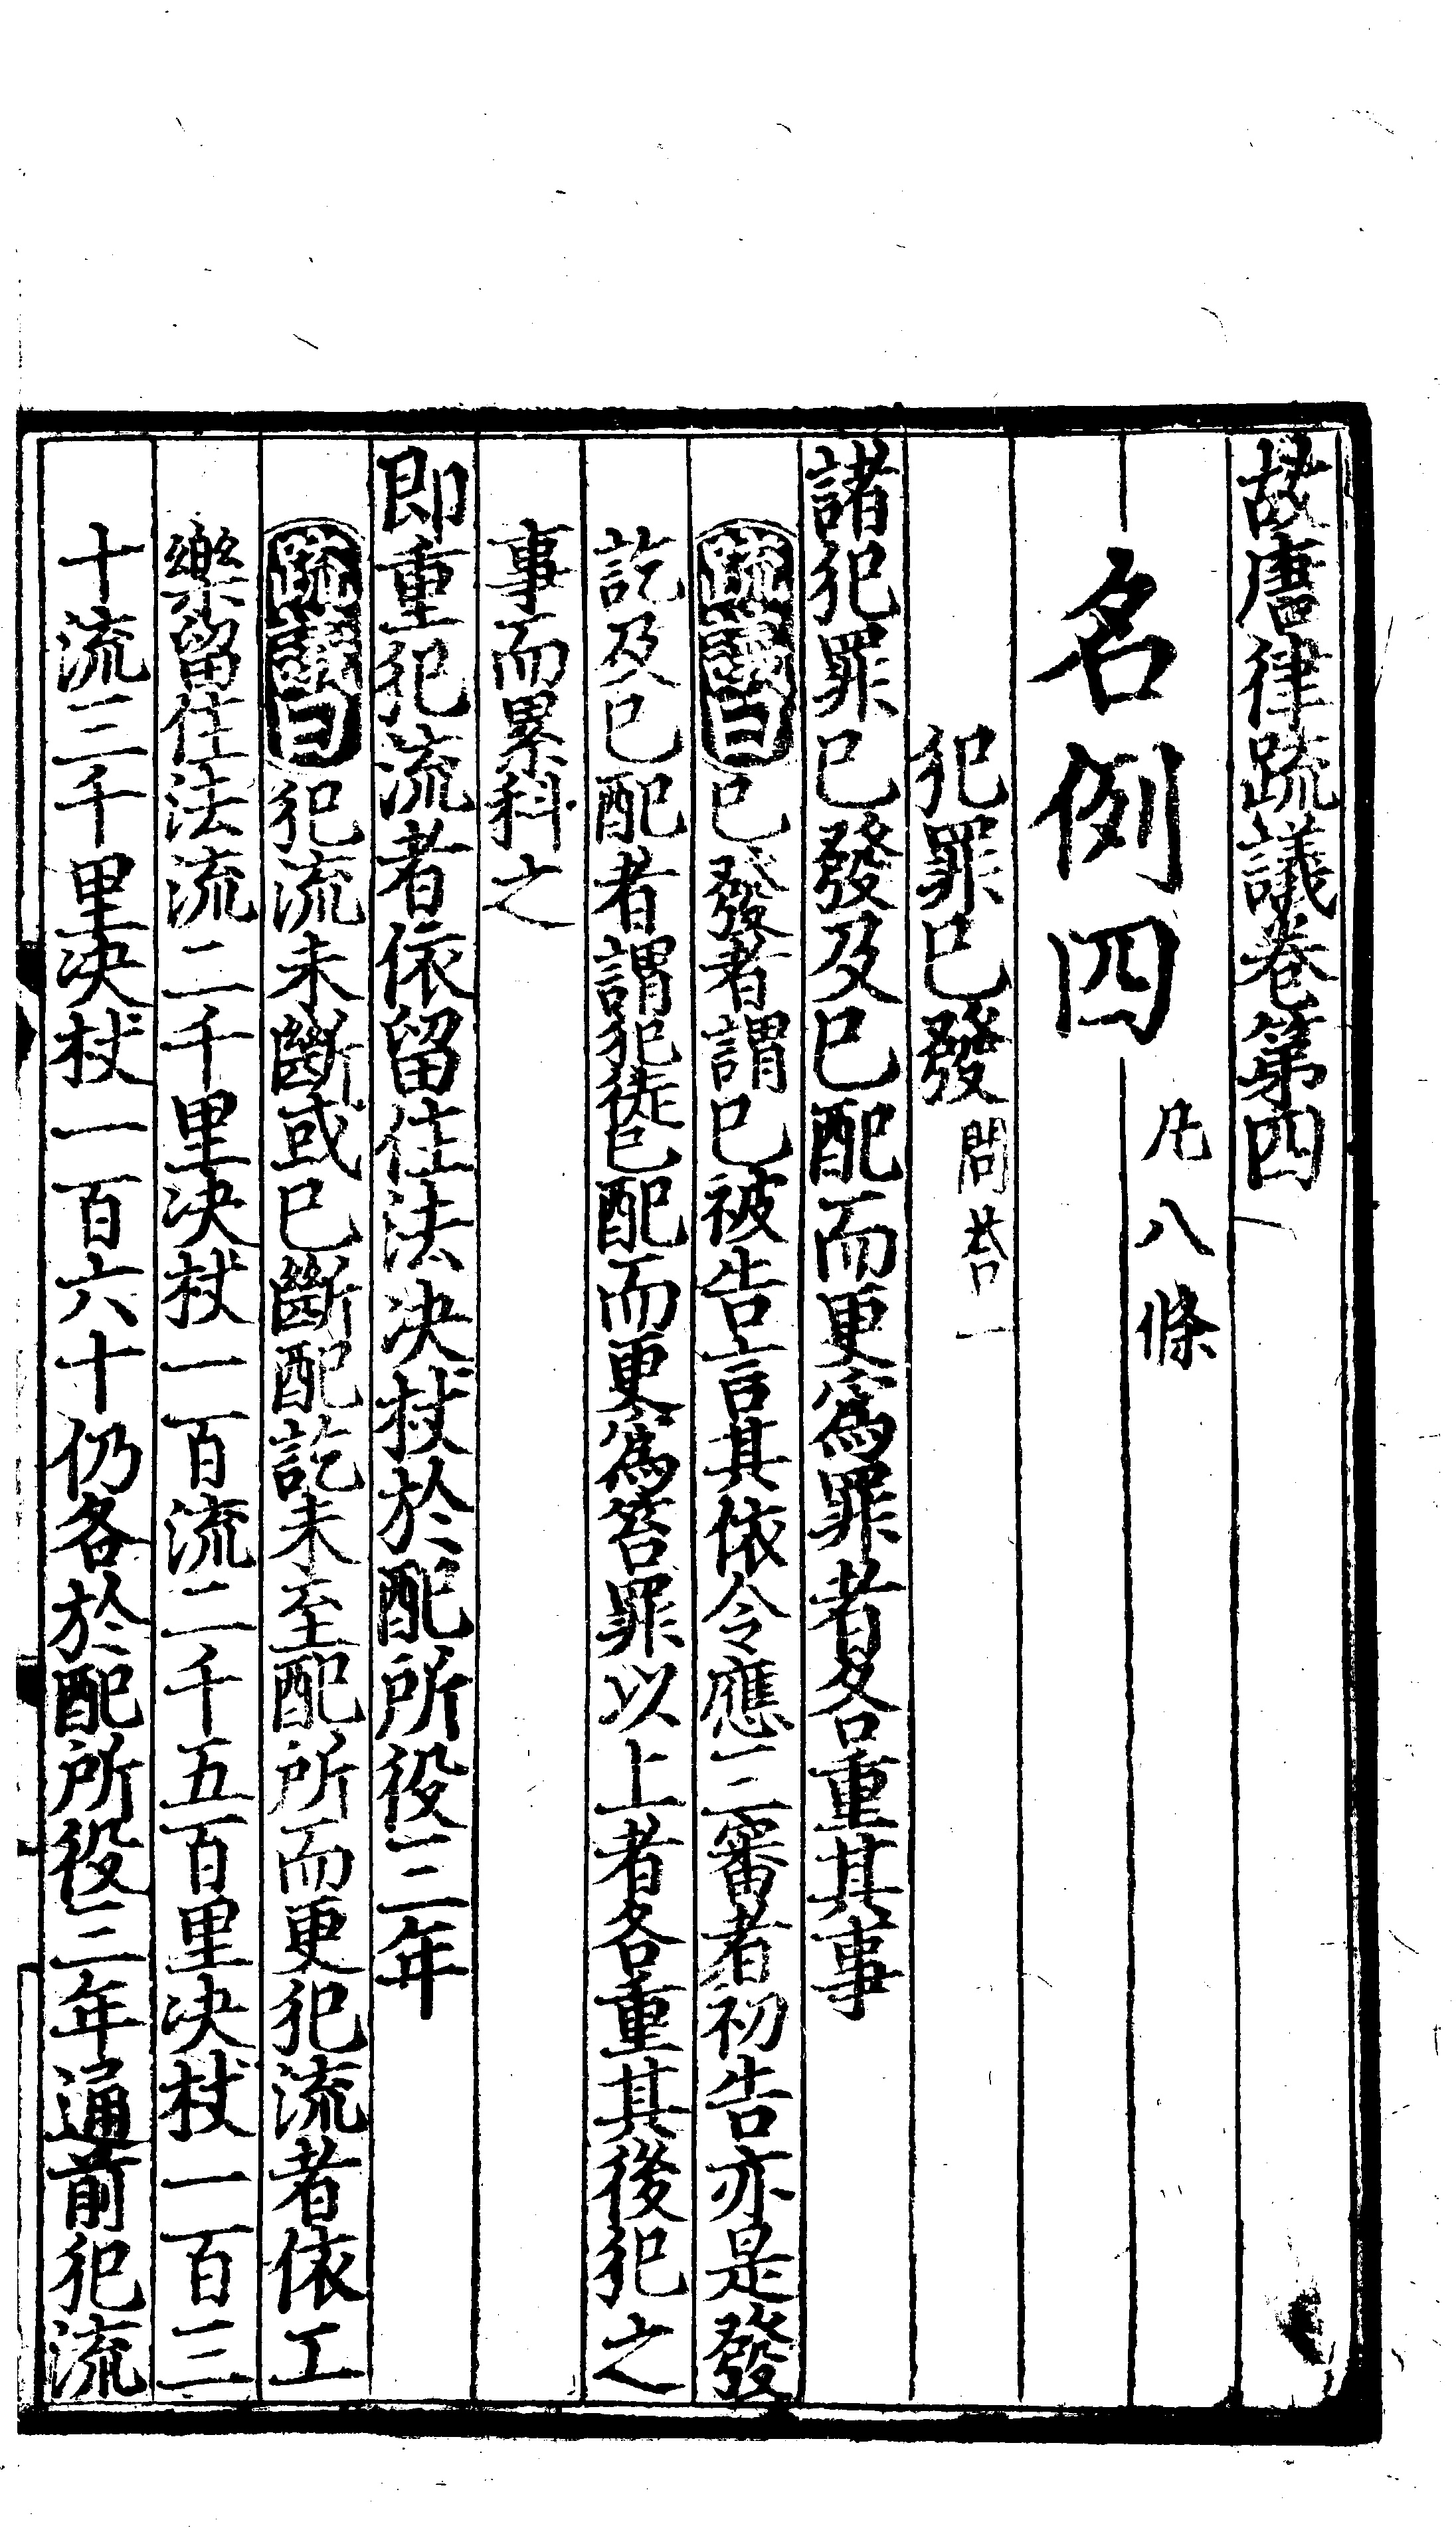 故唐律疏議卷第四
名例四
凡八條
犯罪已發問荅一
諸犯罪已發及已配而更爲罪者各重其事
疏議曰已發者謂已被告言其依令應三審者初告亦是發
訖及已配者謂犯徒已配而更爲笞罪以上者各重其後犯之
事而累科之
即重犯流者依留住法決杖於配所役三年
疏議曰犯流未斷或已斷配訖未至配所而更犯流者依工
樂留住法流二千里決杖一百流二千五百里決杖一百三
十流三千里決杖一百六十仍各於配所役三年通前犯流